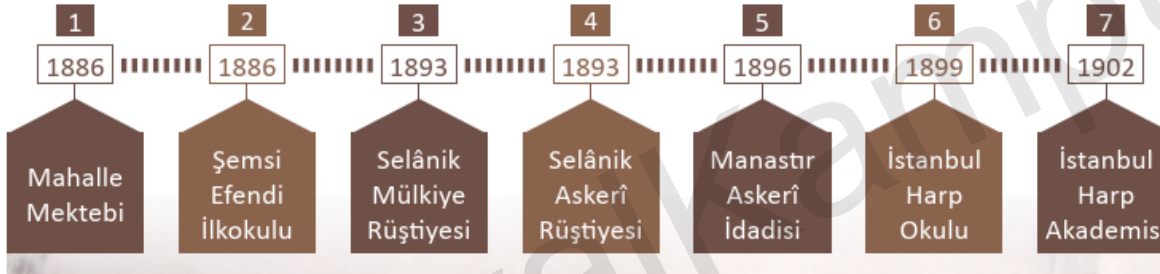 1 2 3 4 5 6 7
1886 1886 1893 1893 1896 1899 1902
Mahalle
Mektebi
Şemsi
Efendi
İlkokulu
Selânik
Mülkiye
Rüştiyesi
Selânik
Askerî
Rüştiyesi
Manastır
Askerî
İdadisi
İstanbul
Harp
Okulu
İstanbul
Harp
Akademis